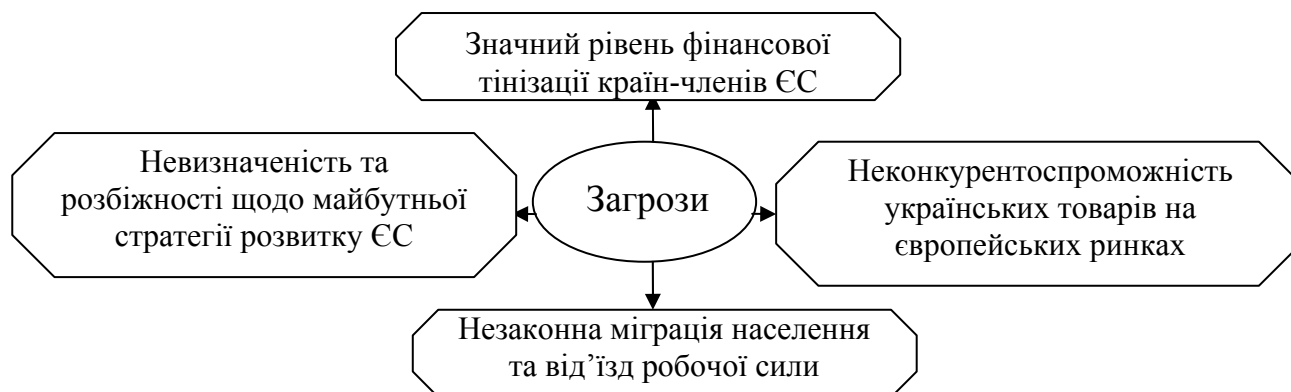 Значний рівень фінансової
тінізації країн-членів ЄС
Невизначеність та
розбіжності щодо майбутньої
стратегії розвитку ЄС
Загрози
Неконкурентоспроможність
українських товарів на
європейських ринках
Незаконна міграція населення
та від’їзд робочої сили